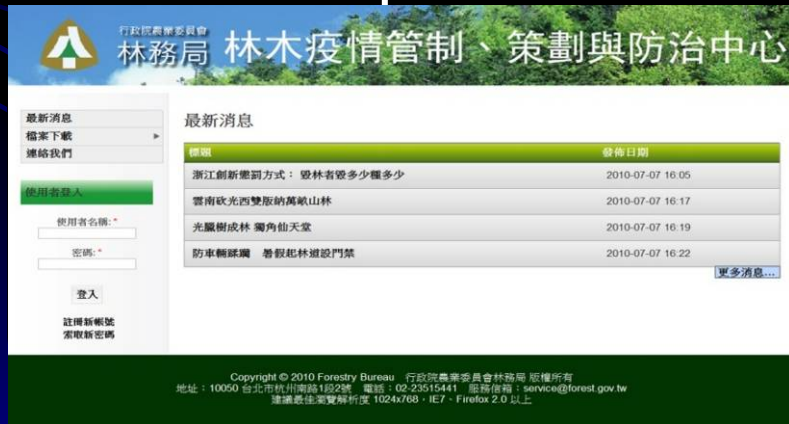 行政院農業委員會
林務局 林木疫情管制、策劃與防治中心
最新消息
檔案下載
連絡我們
使用者登入
使用者名稱: *
密碼: *
登入
註冊新帳號
索取新密碼
最新消息
標題 發佈日期
浙江創新懲罰方式： 毀林者毀多少種多少 2010-07-07 16:05
雲南砍光西雙版納萬畝山林 2010-07-07 16:17
光臘樹成林 獨角仙天堂 2010-07-07 16:19
防車輛蹂躪 暑假起林道設門禁 2010-07-07 16:22
更多消息...
Copyright © 2010 Forestry Bureau 行政院農業委員會林務局 版權所有
地址：10050 台北市杭州南路1段2號 電話：02-23515441 服務信箱：service@forest.gov.tw
建議最佳瀏覽解析度 1024x768，IE7、Firefox 2.0 以上